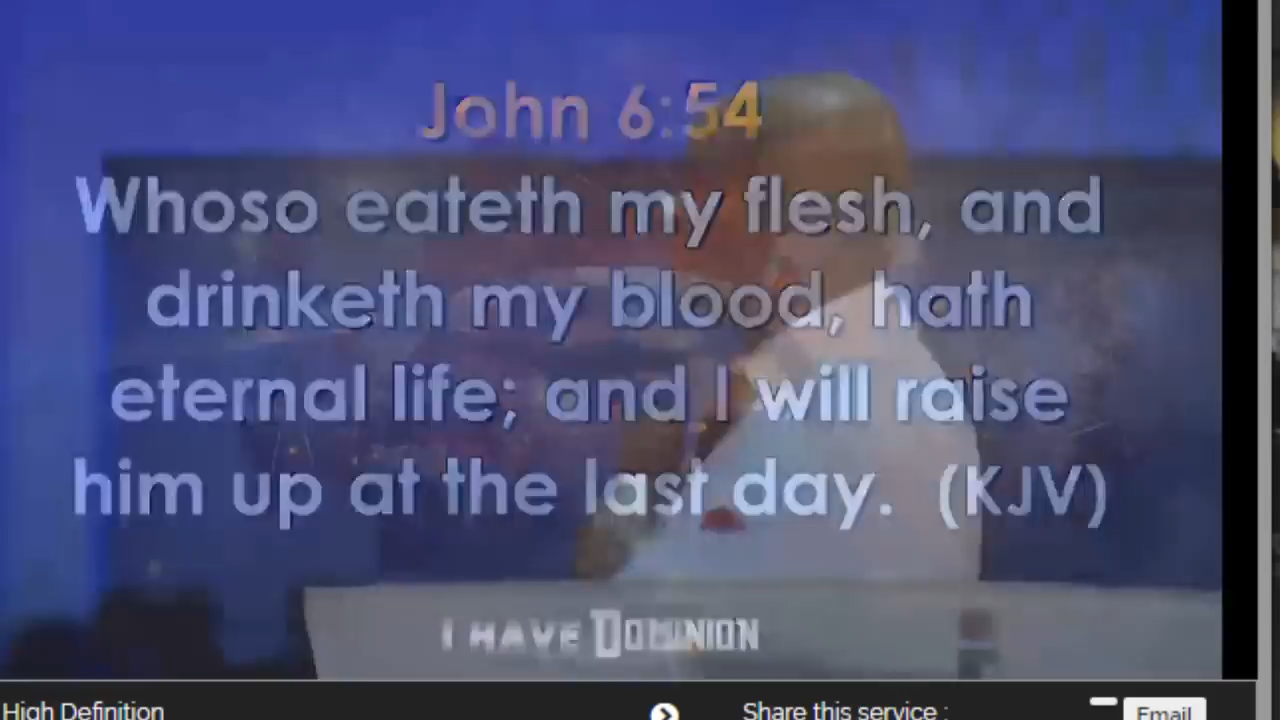 John 6:54
Whoso eateth my flesh, and
drinketh my blood, hath
eternal life; and I will raise
him up at the last day. (KJV)
I HAVE DOMINION
High Definition
Share this service :
Email